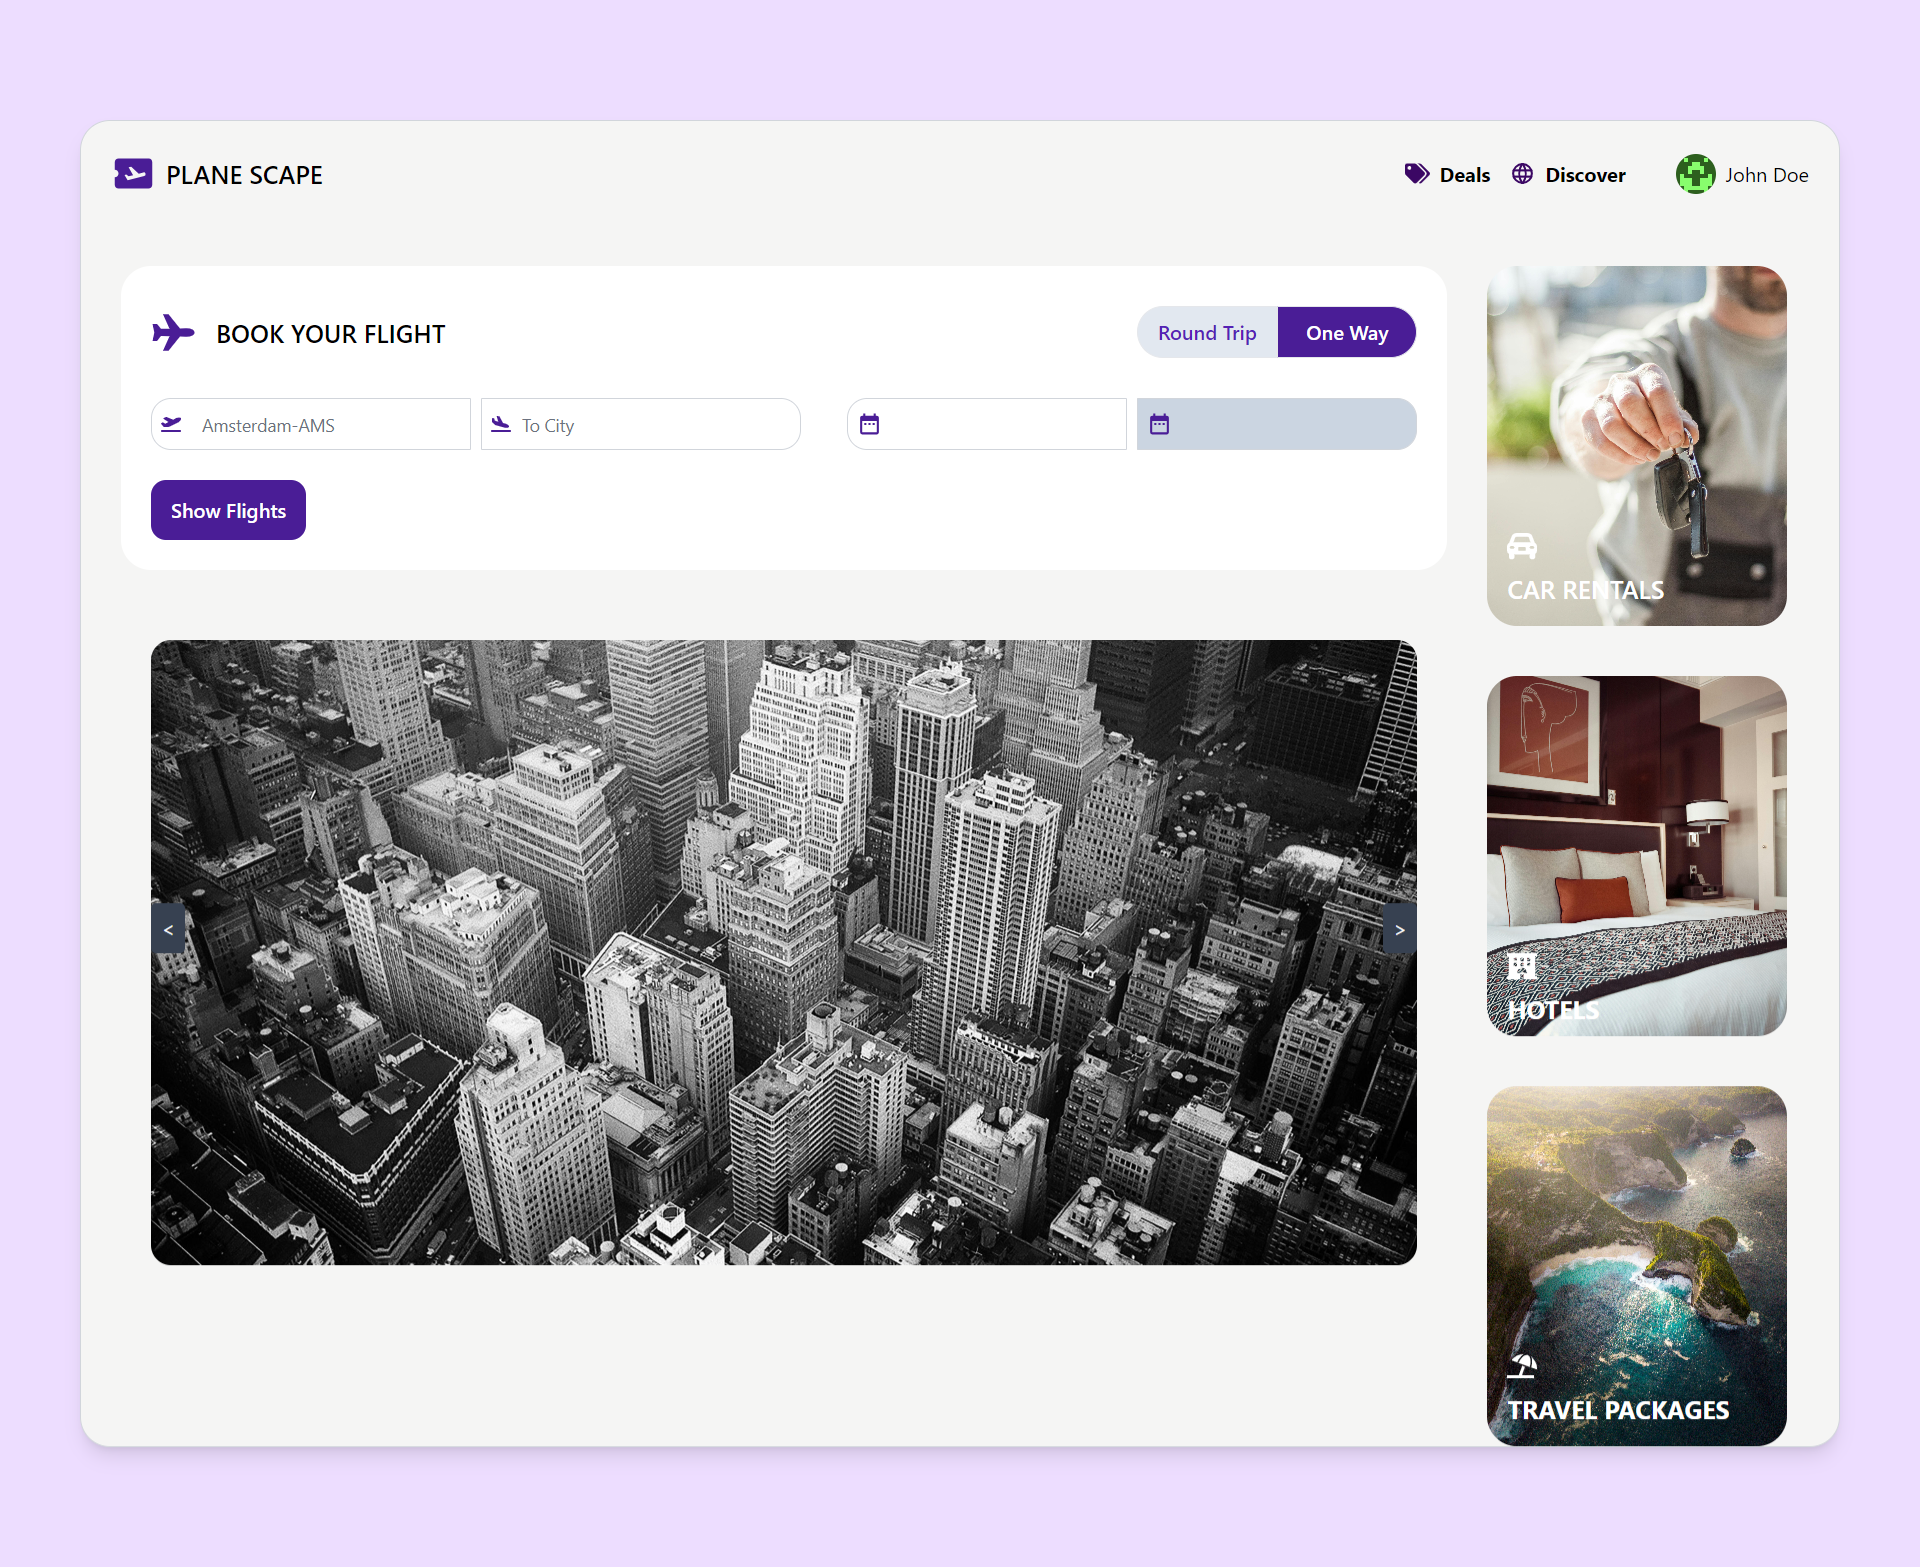 PLANE SCAPE
Deals
Discover
John Doe
BOOK YOUR FLIGHT
Round Trip
One Way
Amsterdam-AMS
To City
Show Flights
CAR RENTALS
<
>
HOTELS
TRAVEL PACKAGES